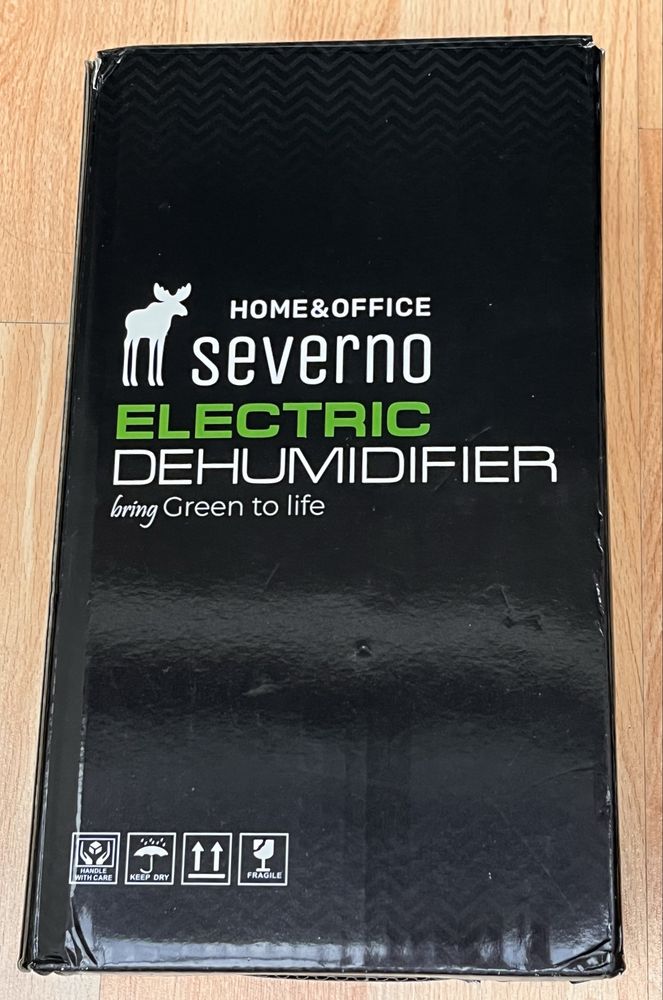 HOME&OFFICE
severno
ELECTRIC
DEHUMIDIFIER
bring Green to life
HANDLE
WITH CARE
KEEP DRY
FRAGILE